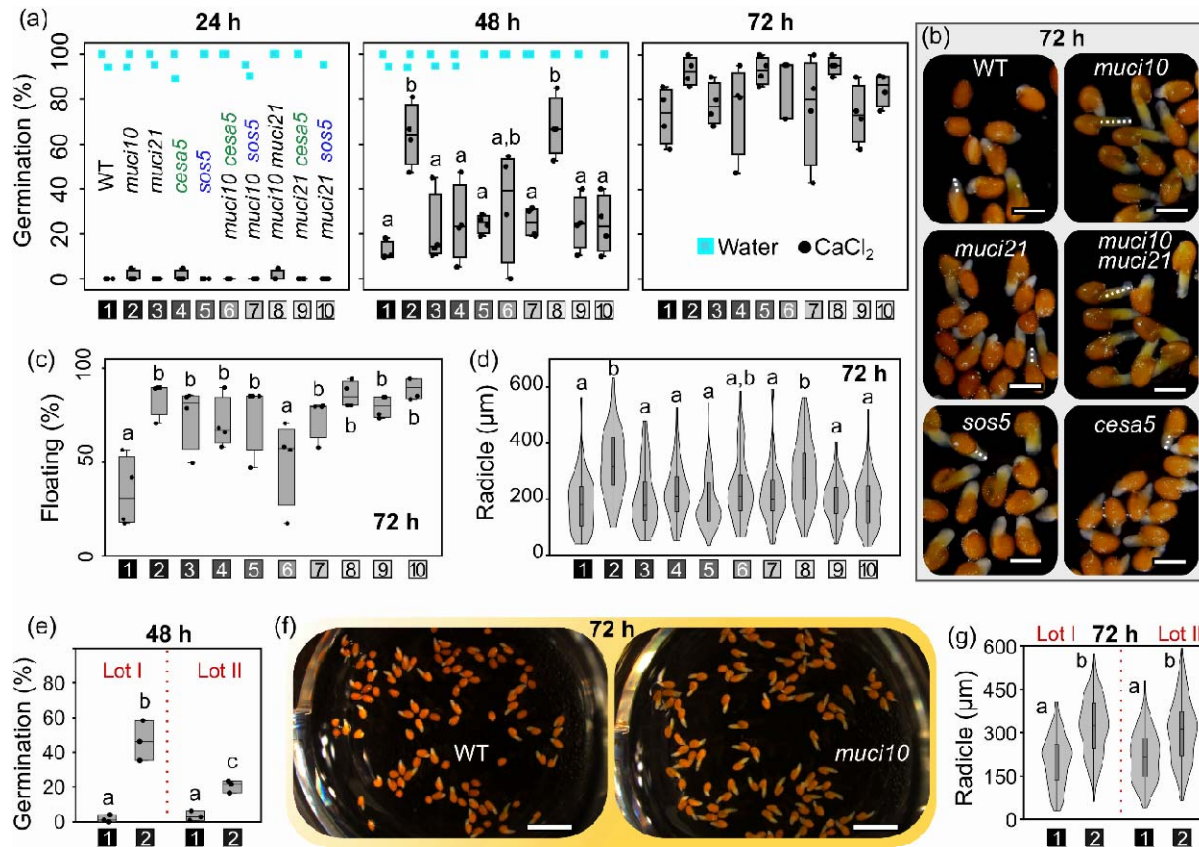 (a)
24 h
48 h
72 h
Germination (%)
100
80
60
40
20
0
WT
muci10
muci21
cesa5
sos5
muci10 cesa5
muci10 sos5
muci10 muci21
muci21 cesa5
muci21 sos5
a
b
a
a
a
a,b
a
b
a
a
Water
CaCl2
1 2 3 4 5 6 7 8 9 10
1 2 3 4 5 6 7 8 9 10
1 2 3 4 5 6 7 8 9 10
(b)
72 h
WT
muci10
muci21
muci10
muci21
sos5
cesa5
(c)
Floating (%)
100
50
0
a
b
b
b
b
a
b
b
b
b
72 h
1 2 3 4 5 6 7 8 9 10
(d)
72 h
Radicle (µm)
600
400
200
0
a
b
a
a
a
a,b
a
b
a
a
1 2 3 4 5 6 7 8 9 10
(e)
48 h
Germination (%)
80
60
40
20
0
Lot I
Lot II
a
b
a
c
1 2 1 2
(f)
72 h
WT
muci10
(g)
72 h
Lot I
Lot II
Radicle (µm)
600
450
300
150
0
a
b
a
b
1 2 1 2